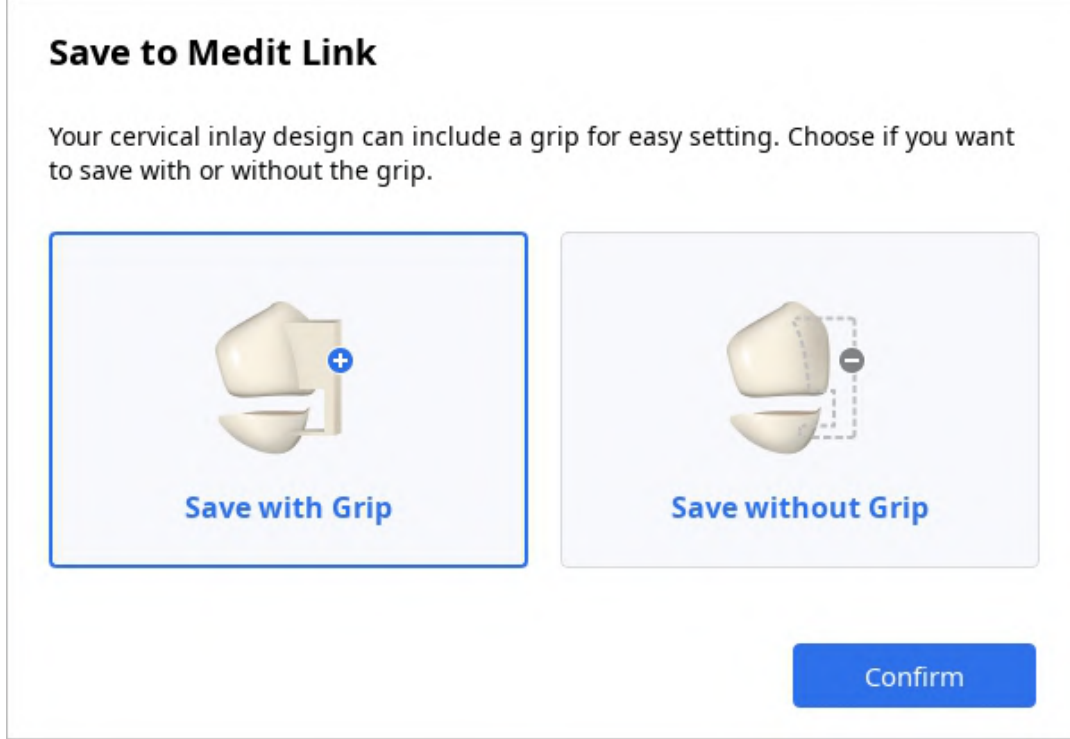 Save to Medit Link
Your cervical inlay design can include a grip for easy setting. Choose if you want
to save with or without the grip.
Save with Grip
Save without Grip
Confirm